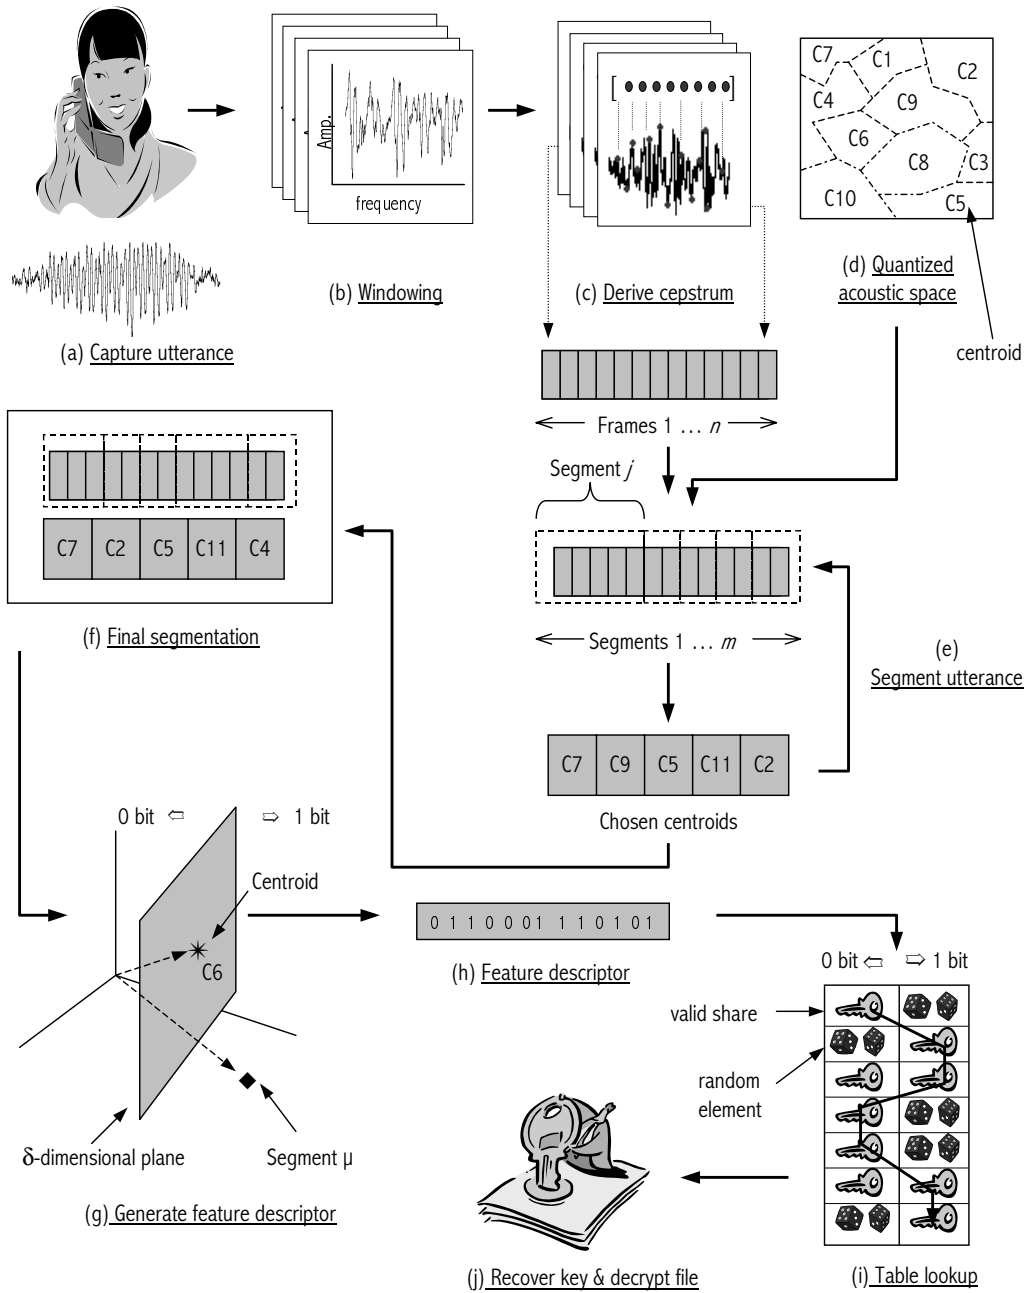 Amp.
frequency
[ ]
C7
C1
C2
C4
C9
C6
C8
C3
C10
C5
(a) Capture utterance
(b) Windowing
(c) Derive cepstrum
(d) Quantized
acoustic space
centroid
Frames 1 … n
Segment j
Segments 1 … m
(e)
Segment utterance
C7 C9 C5 C11 C2
Chosen centroids
C7 C2 C5 C11 C4
(f) Final segmentation
0 bit ⇦ ⇨ 1 bit
Centroid
C6
δ-dimensional plane
Segment μ
(g) Generate feature descriptor
0 1 1 0 0 01 1 1 0 1 01
(h) Feature descriptor
0 bit ⇦ ⇨ 1 bit
valid share
random
element
(i) Table lookup
(j) Recover key & decrypt file